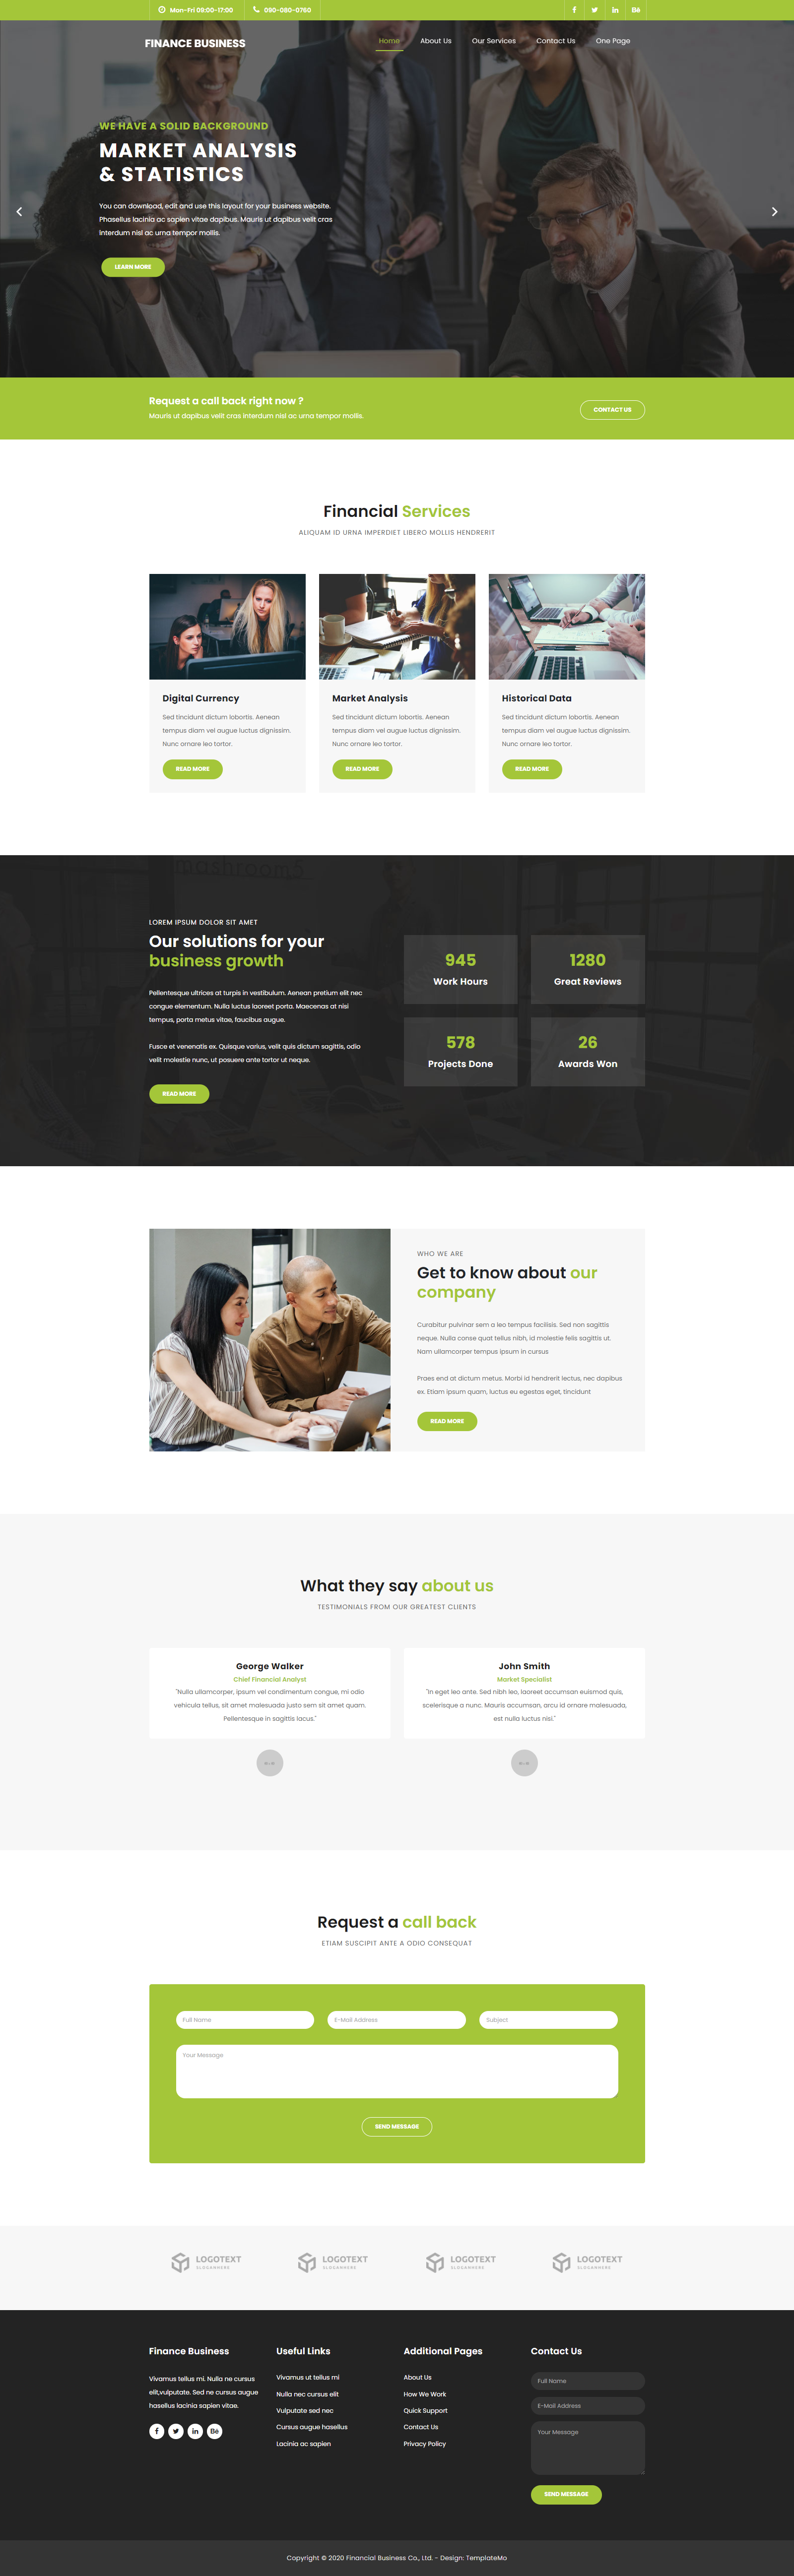 Mon-Fri 09:00-17:00
090-080-0760
FINANCE BUSINESS
Home
About Us
Our Services
Contact Us
One Page
WE HAVE A SOLID BACKGROUND
MARKET ANALYSIS
& STATISTICS
You can download, edit and use this layout for your business website.
Phasellus lacinia ac sapien vitae dapibus. Mauris ut dapibus velit cras
interdum nisl ac urna tempor mollis.
LEARN MORE
Request a call back right now ?
Mauris ut dapibus velit cras interdum nisl ac urna tempor mollis.
CONTACT US
Financial Services
ALIQUAM ID URNA IMPERDIET LIBERO MOLLIS HENDRERIT
Digital Currency
Sed tincidunt dictum lobortis. Aenean
tempus diam vel augue luctus dignissim.
Nunc ornare leo tortor.
READ MORE
Market Analysis
Sed tincidunt dictum lobortis. Aenean
tempus diam vel augue luctus dignissim.
Nunc ornare leo tortor.
READ MORE
Historical Data
Sed tincidunt dictum lobortis. Aenean
tempus diam vel augue luctus dignissim.
Nunc ornare leo tortor.
READ MORE
LOREM IPSUM DOLOR SIT AMET
Our solutions for your
business growth
Pellentesque ultrices at turpis in vestibulum. Aenean pretium elit nec
congue elementum. Nulla luctus laoreet porta. Maecenas at nisi
tempus, porta metus vitae, faucibus augue.
Fusce et venenatis ex. Quisque varius, velit quis dictum sagittis, odio
velit molestie nunc, ut posuere ante tortor ut neque.
READ MORE
945
Work Hours
1280
Great Reviews
578
Projects Done
26
Awards Won
WHO WE ARE
Get to know about our
company
Curabitur pulvinar sem a leo tempus facilisis. Sed non sagittis
neque. Nulla conse quat tellus nibh, id molestie felis sagittis ut.
Nam ullamcorper tempus ipsum in cursus
Praes end at dictum metus. Morbi id hendrerit lectus, nec dapibus
ex. Etiam ipsum quam, luctus eu egestas eget, tincidunt
READ MORE
What they say about us
TESTIMONIALS FROM OUR GREATEST CLIENTS
George Walker
Chief Financial Analyst
"Nulla ullamcorper, ipsum vel condimentum congue, mi odio
vehicula tellus, sit amet malesuada justo sem sit amet quam.
Pellentesque in sagittis lacus."
John Smith
Market Specialist
"In eget leo ante. Sed nibh leo, laoreet accumsan euismod quis,
scelerisque a nunc. Mauris accumsan, arcu id ornare malesuada,
est nulla luctus nisi."
Request a call back
ETIAM SUSCIPIT ANTE A ODIO CONSEQUAT
Full Name
E-Mail Address
Subject
Your Message
SEND MESSAGE
LOGOTEXT
SLOGANHERE
LOGOTEXT
SLOGANHERE
LOGOTEXT
SLOGANHERE
LOGOTEXT
SLOGANHERE
Finance Business
Vivamus tellus mi. Nulla ne cursus
elit,vulputate. Sed ne cursus augue
hasellus lacinia sapien vitae.
Useful Links
Vivamus ut tellus mi
Nulla nec cursus elit
Vulputate sed nec
Cursus augue hasellus
Lacinia ac sapien
Additional Pages
About Us
How We Work
Quick Support
Contact Us
Privacy Policy
Contact Us
Full Name
E-Mail Address
Your Message
SEND MESSAGE
Copyright © 2020 Financial Business Co., Ltd. - Design: TemplateMo